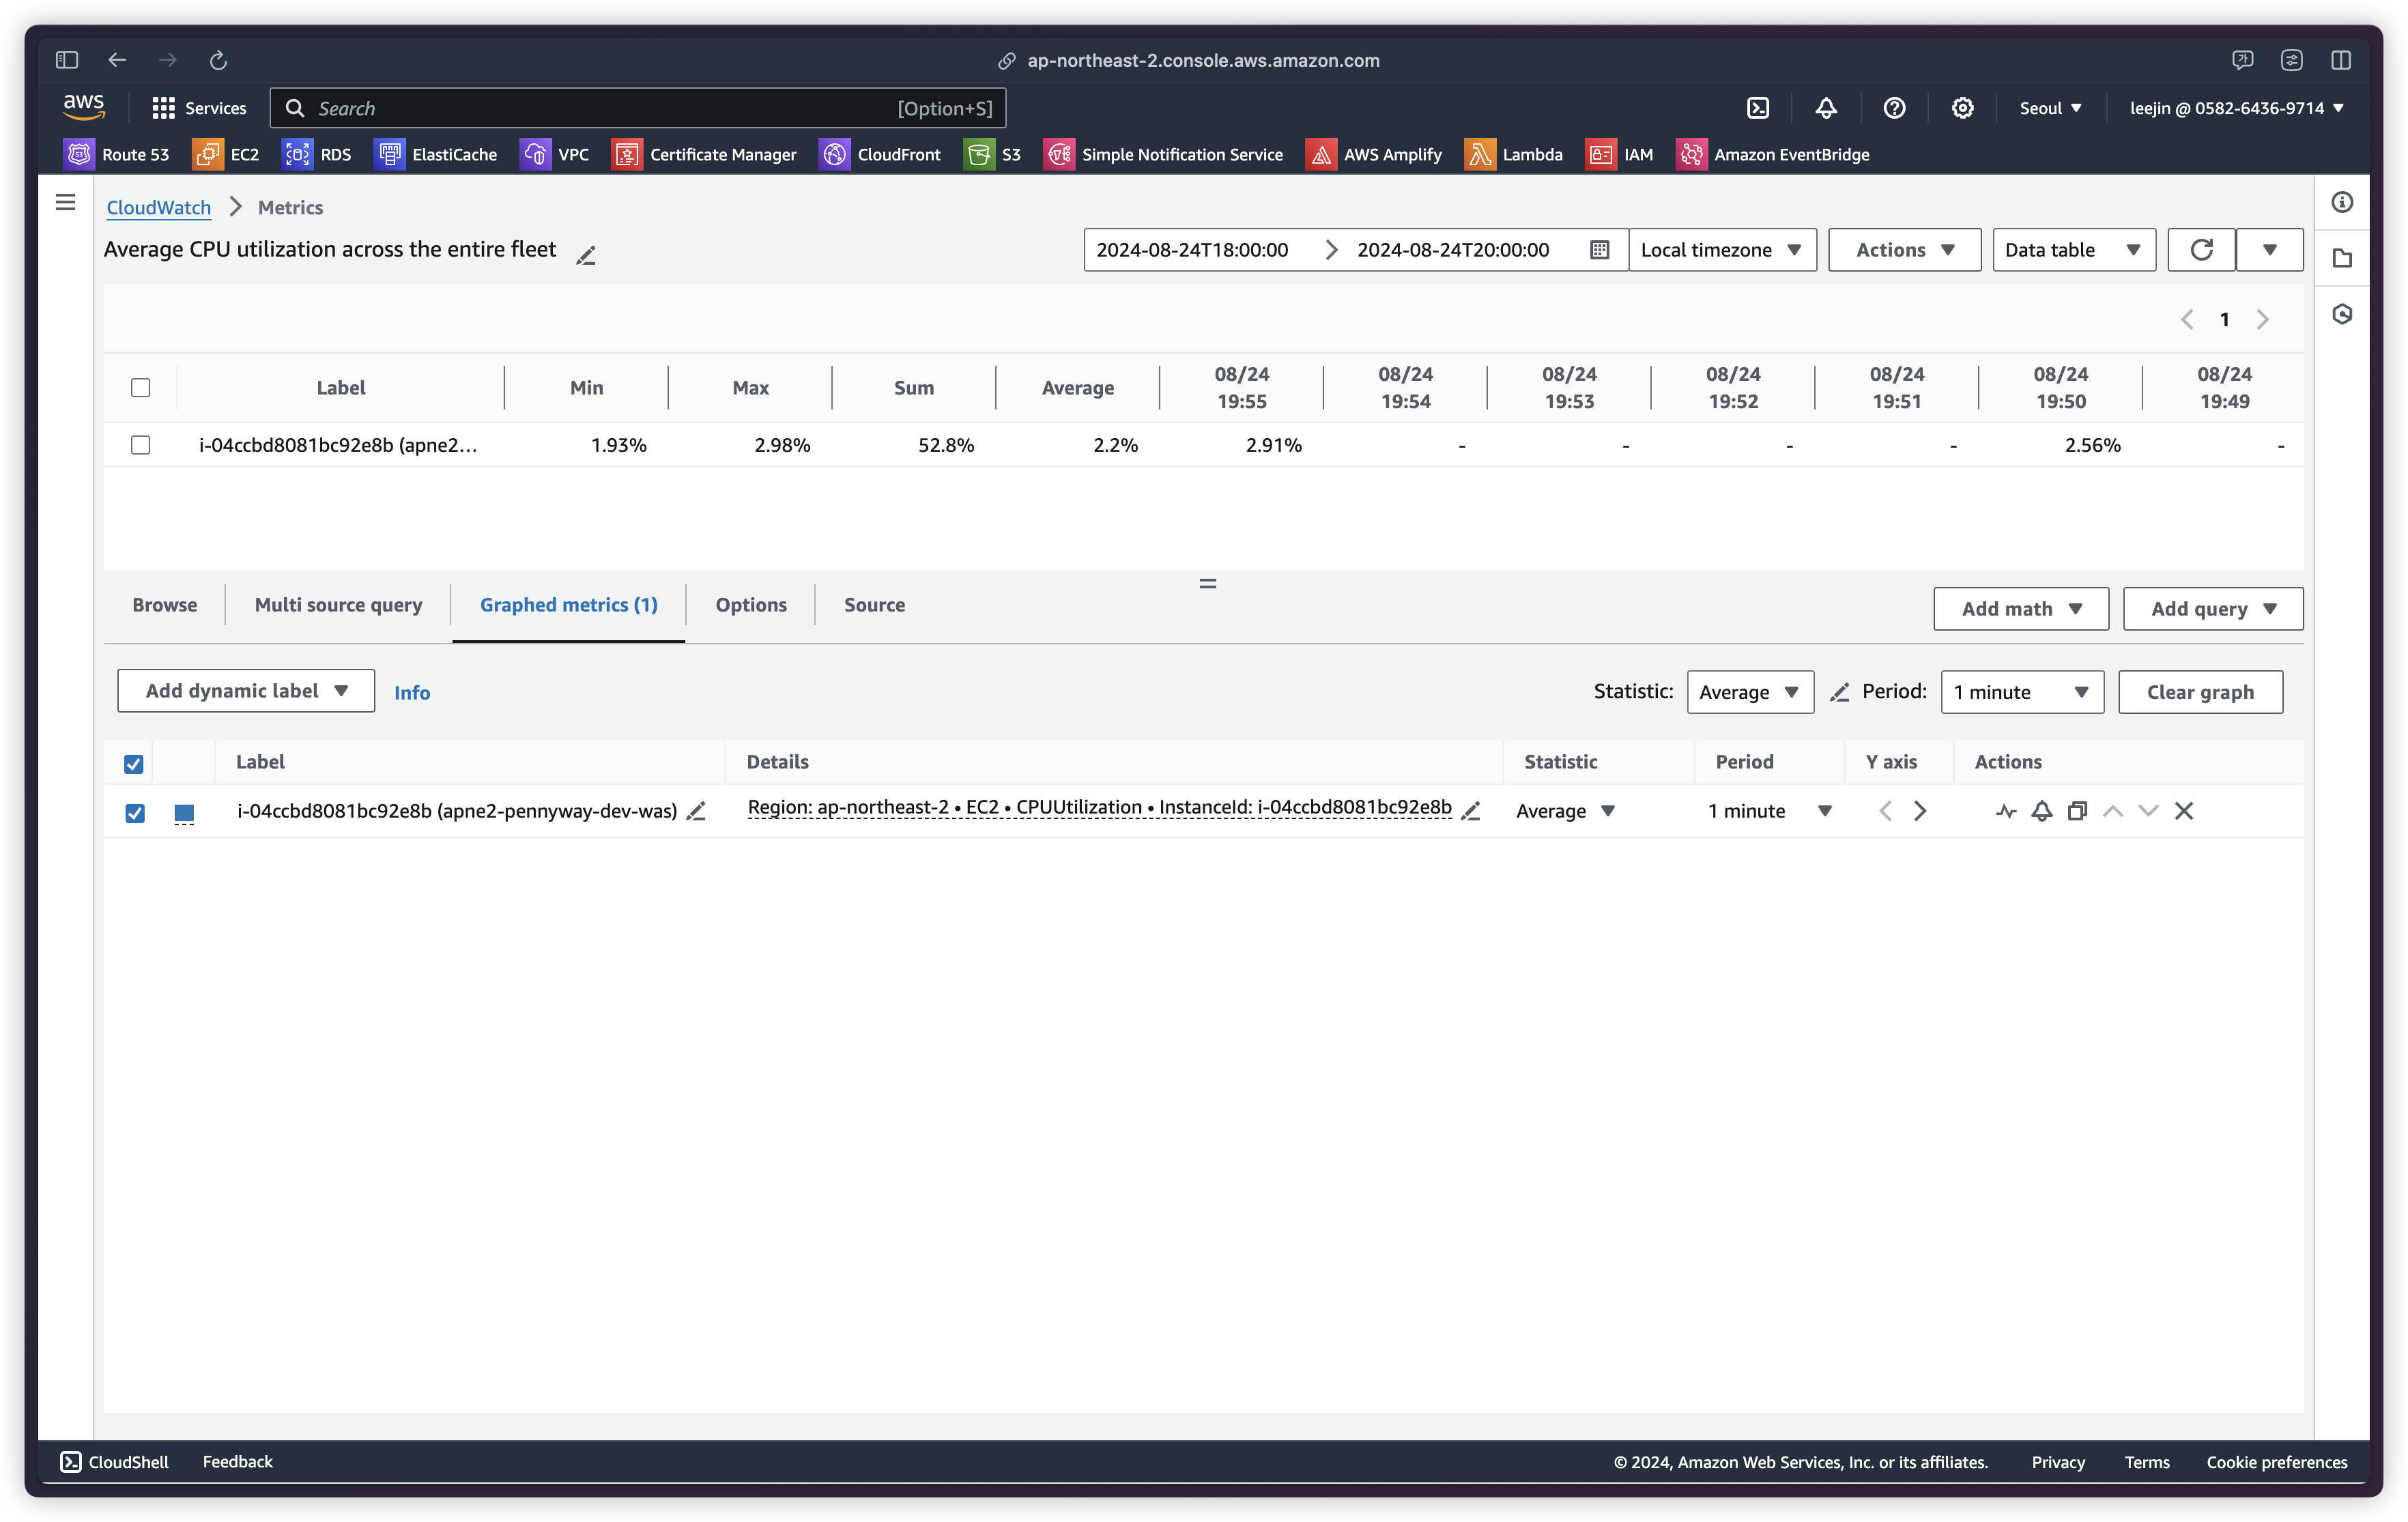 ap-northeast-2.console.aws.amazon.com
aws Services Search [Option+S] Seoul leejin @ 0582-6436-9714
Route 53 EC2 RDS ElastiCache VPC Certificate Manager CloudFront S3 Simple Notification Service AWS Amplify Lambda IAM Amazon EventBridge
CloudWatch Metrics
Average CPU utilization across the entire fleet 2024-08-24T18:00:00 2024-08-24T20:00:00 Local timezone Actions Data table
1
Label Min Max Sum Average 08/24 19:55 08/24 19:54 08/24 19:53 08/24 19:52 08/24 19:51 08/24 19:50 08/24 19:49
i-04ccbd8081bc92e8b (apne2... 1.93% 2.98% 52.8% 2.2% 2.91% - - - - 2.56% -
Browse Multi source query Graphed metrics (1) Options Source Add math Add query
Add dynamic label Info Statistic: Average Period: 1 minute Clear graph
Label Details Statistic Period Y axis Actions
i-04ccbd8081bc92e8b (apne2-pennyway-dev-was) Region: ap-northeast-2 • EC2 • CPUUtilization • InstanceId: i-04ccbd8081bc92e8b Average 1 minute
CloudShell Feedback © 2024, Amazon Web Services, Inc. or its affiliates. Privacy Terms Cookie preferences